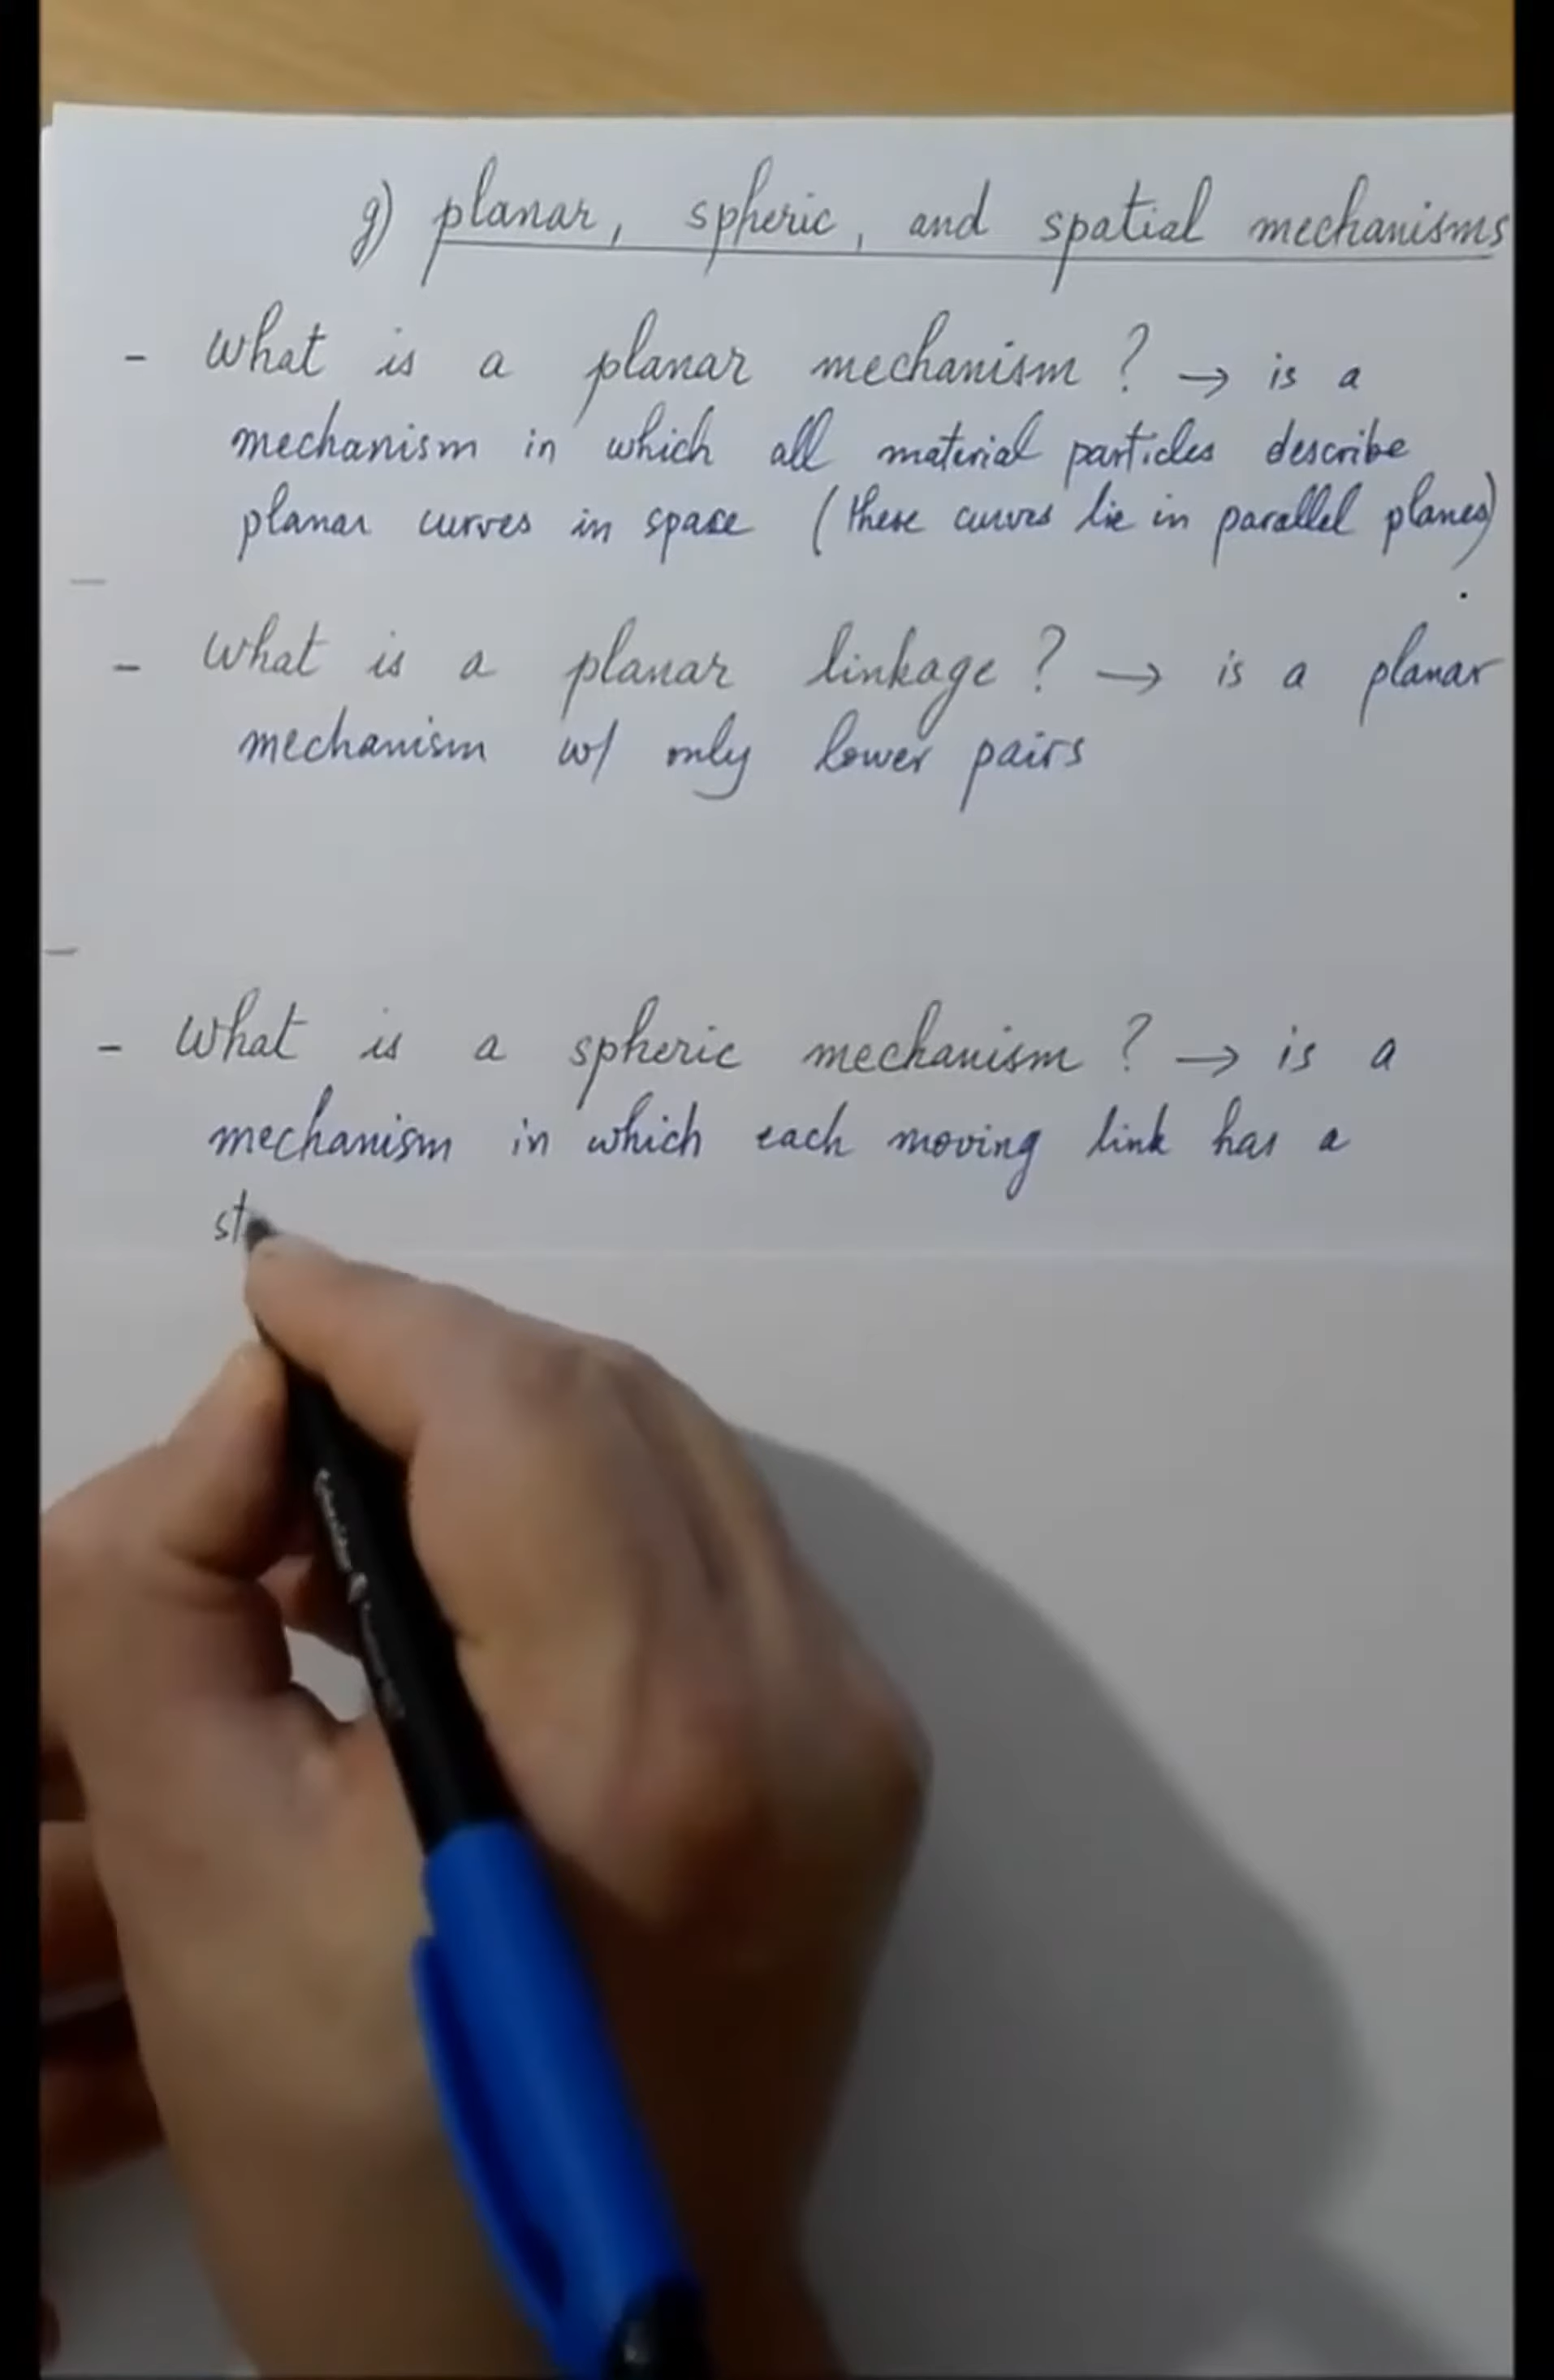 g) planar, spheric, and spatial mechanisms
- What is a planar mechanism? → is a
mechanism in which all material particles describe
planar curves in space (these curves lie in parallel planes)
- What is a planar linkage? → is a planar
mechanism w/ only lower pairs
- What is a spheric mechanism? → is a
mechanism in which each moving link has a
st